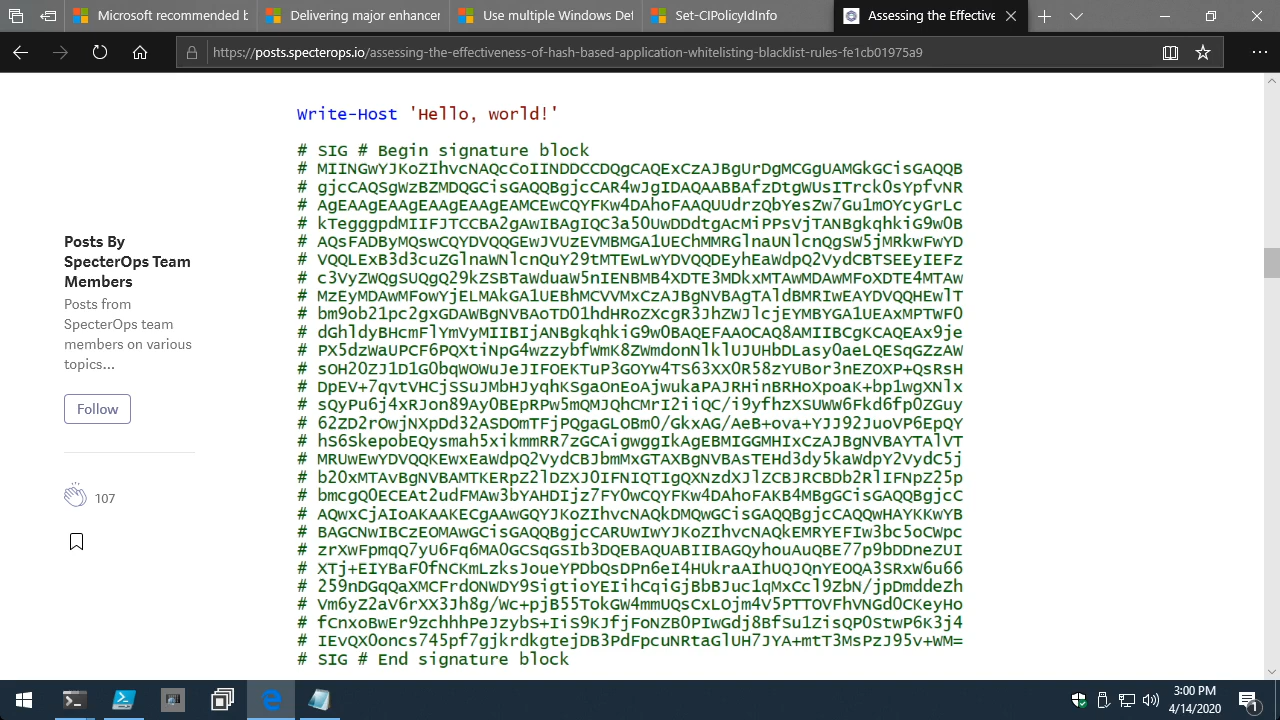 Microsoft recommended b
Delivering major enhancer
Use multiple Windows Def
Set-CIPolicyIdInfo
Assessing the Effective
https://posts.specterops.io/assessing-the-effectiveness-of-hash-based-application-whitelisting-blacklist-rules-fe1cb01975a9
Write-Host 'Hello, world!'
# SIG # Begin signature block
# MIINGwYJKoZIhvcNAQcCoIINDDCCDQgCAQExCzAJBgUrDgMCGgUAMGkGCisGAQQB
# gjcCAQSgWzBZMDQGCisGAQQBgjcCAR4wJgIDAQAABBAfzDtgWUsITrckOsYpfvNR
# AgEAAgEAAgEAAgEAAgEAMCEwCQYFKw4DAhoFAAQUUdrzQbYesZw7Gu1mOYcyGrLc
# kTegggpdMIIFJTCCBA2gAwIBAgIQC3a5OUwDDdtgAcMiPPsVjTANBgkqhkiG9w0B
# AQsFADByMQswCQYDVQQGEwJVUzEVMBMGA1UEChMMRGlnaUNlcnQgSW5jMRkwFwYD
# VQQLExB3d3cuZGlnaWNlcnQuY29tMTEwLwYDVQQDEyhEaWdpQ2VydCBTSEEyIEFz
# c3VyZWQgSUQgQ29kZSBTaWduaW5nIENBMB4XDTE3MDkxMTAwMDAwMFoXDTE4MTAw
# MzEyMDAwMFowYjELMAkGA1UEBhMCVVMxCzAJBgNVBAgTAldBMRIwEAYDVQQHEwlT
# bm9ob21pc2gxGDAWBgNVBAoTD01hdHRoZXcgR3JhZWJlcjEYMBYGA1UEAxMPTWF0
# dGhldyBHcmFlYmVyMIIBIjANBgkqhkiG9w0BAQEFAAOCAQ8AMIIBCgKCAQEAx9je
# PX5dzWaUPCF6PQXtiNpG4wzzybfWmK8ZWmdonNlklUJUHbDLasy0aeLQESqGZzAW
# sOH2OZJ1D1G0bqWOWuJeJIFOEKTuP3GOYw4TS63XX0R58zYUBor3nEZOXP+QsRsH
# DpEV+7qvtVHCjSSuJMbHJyqhKSgaOnEoAjwukaPAJRHinBRHoXpoaK+bp1wgXNlx
# sQyPu6j4xRJon89Ay0BEpRPw5mQMJQhCMrI2iiQC/i9yfhzXSUWW6Fkd6fp0ZGuy
# 62ZD2rOwjNXpDd32ASDOmTFjPQgaGLOBm0/GkxAG/AeB+ova+YJJ92JuoVP6EpQY
# hS6SkepobEQysmah5xikmmRR7zGCAigwggIkAgEBMIGGMHIxCzAJBgNVBAYTAlVT
# MRUwEwYDVQQKEwxEaWdpQ2VydCBJbmMxGTAXBgNVBAsTEHd3dy5kaWdpY2VydC5j
# b20xMTAvBgNVBAMTKERpZ2lDZXJ0IFNIQTIgQXNzdXJlZCBJRCBDb2RlIFNpZ25p
# bmcgQ0ECEAt2udFMAw3bYAHDIjz7FY0wCQYFKw4DAhoFAKB4MBgGCisGAQQBgjcC
# AQwxCjAIoAKAAKECgAAwGQYJKoZIhvcNAQkDMQwGCisGAQQBgjcCAQQwHAYKKwYB
# BAGCNwIBCzEOMAwGCisGAQQBgjcCARUwIwYJKoZIhvcNAQkEMRYEFIw3bc5oCWpc
# zrXwFpmqQ7yU6Fq6MA0GCSqGSIb3DQEBAQUABIIBAGQyhouAuQBE77p9bDDneZUI
# XTj+EIYBaF0fNCKmLzksJoueYPDbQsDPn6eI4HUkraAIhUQJQnYEOQA3SRxW6u66
# 259nDGqQaXMCFrdONWDY9SigtioYEIihCqiGjBbBJuc1qMxCcl9ZbN/jpDmddeZh
# Vm6yZ2aV6rXX3Jh8g/Wc+pjB55TokGW4mmUQsCxLOjm4V5PTTOVFhVNGd0CKeyHo
# fCnxoBwEr9zchhhPeJzybS+IiS9KJfjFoNZB0PIwGdj8BfSu1ZisQP0StwP6K3j4
# IEvQX0oncs745pf7gjkrdkgtejDB3PdFpcuNRtaGlUH7JYA+mtT3MsPzJ95v+WM=
# SIG # End signature block
Posts By
SpecterOps Team
Members
Posts from
SpecterOps team
members on various
topics...
Follow
107
3:00 PM
4/14/2020
1